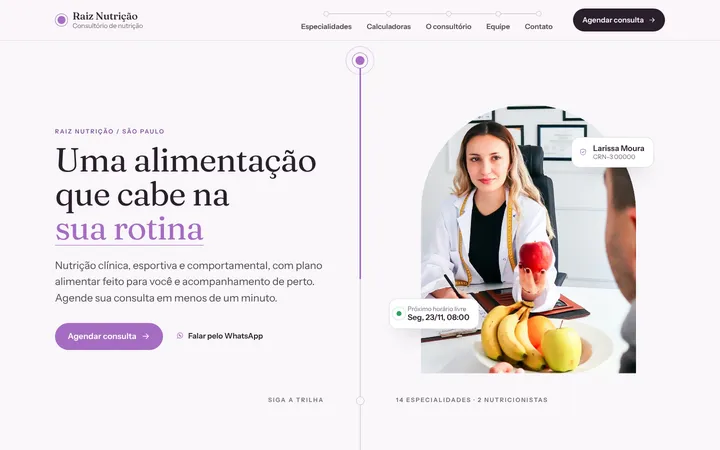 Raiz Nutrição
Consultório de nutrição
Especialidades
Calculadoras
O consultório
Equipe
Contato
Agendar consulta →
RAIZ NUTRIÇÃO / SÃO PAULO
Uma alimentação
que cabe na
sua rotina
Nutrição clínica, esportiva e comportamental, com plano
alimentar feito para você e acompanhamento de perto.
Agende sua consulta em menos de um minuto.
Agendar consulta →
Falar pelo WhatsApp
Larissa Moura
CRN-3 00000
Próximo horário livre
Seg, 23/11, 08:00
SIGA A TRILHA
14 ESPECIALIDADES · 2 NUTRICIONISTAS